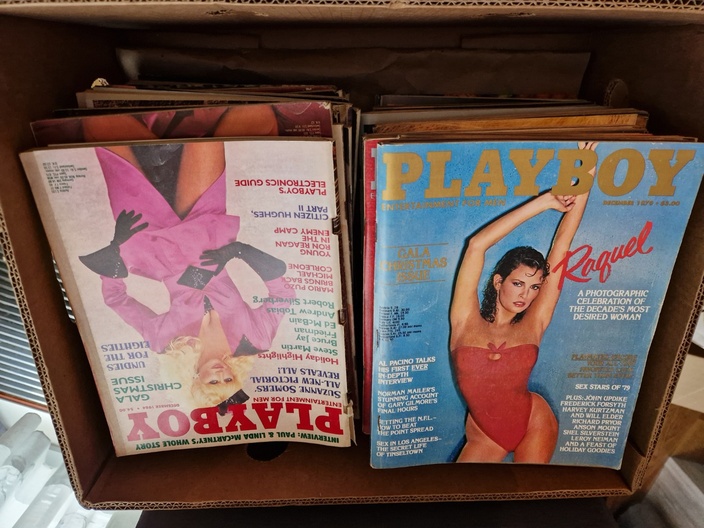 INTERVIEW: PAUL & LINDA McCARTNEY'S WHOLE STORY
PLAYBOY
ENTERTAINMENT FOR MEN
DECEMBER
GALA
CHRISTMAS
ISSUE
UNDIES
FOR THE
EIGHTIES
SUZANNE SOMERS'
ALL-NEW PICTORIAL
REVEALS ALL!
Holiday Highlights
Steve Martin
Bruce Jay
Friedman
Ed McBain
Andrew Tobias
Robert Silverberg
MARIO PUZO
BRINGS BACK
MICHAEL
CORLEONE
YOUNG
RON REAGAN
IN THE
ENEMY CAMP
CITIZEN HUGHES,
PART II
PLAYBOY'S
ELECTRONICS GUIDE
PLAYBOY
ENTERTAINMENT FOR MEN
DECEMBER 1979 • $3.00
GALA
CHRISTMAS
ISSUE
Raquel
A PHOTOGRAPHIC
CELEBRATION OF
THE DECADE'S MOST
DESIRED WOMAN
AL PACINO TALKS
HIS FIRST EVER
IN-DEPTH
INTERVIEW
NORMAN MAILER'S
STUNNING ACCOUNT
OF GARY GILMORE'S
FINAL HOURS
BETTING THE N.F.L.—
HOW TO BEAT
THE POINT SPREAD
SEX IN LOS ANGELES—
THE SECRET LIFE
OF TINSELTOWN
SEX STARS OF '79
PLUS: JOHN UPDIKE
FREDERICK FORSYTH
HARVEY KURTZMAN
AND WILL ELDER
RICHARD PRYOR
ANSON MOUNT
SHEL SILVERSTEIN
LEROY NEIMAN
AND A FEAST OF
HOLIDAY GOODIES